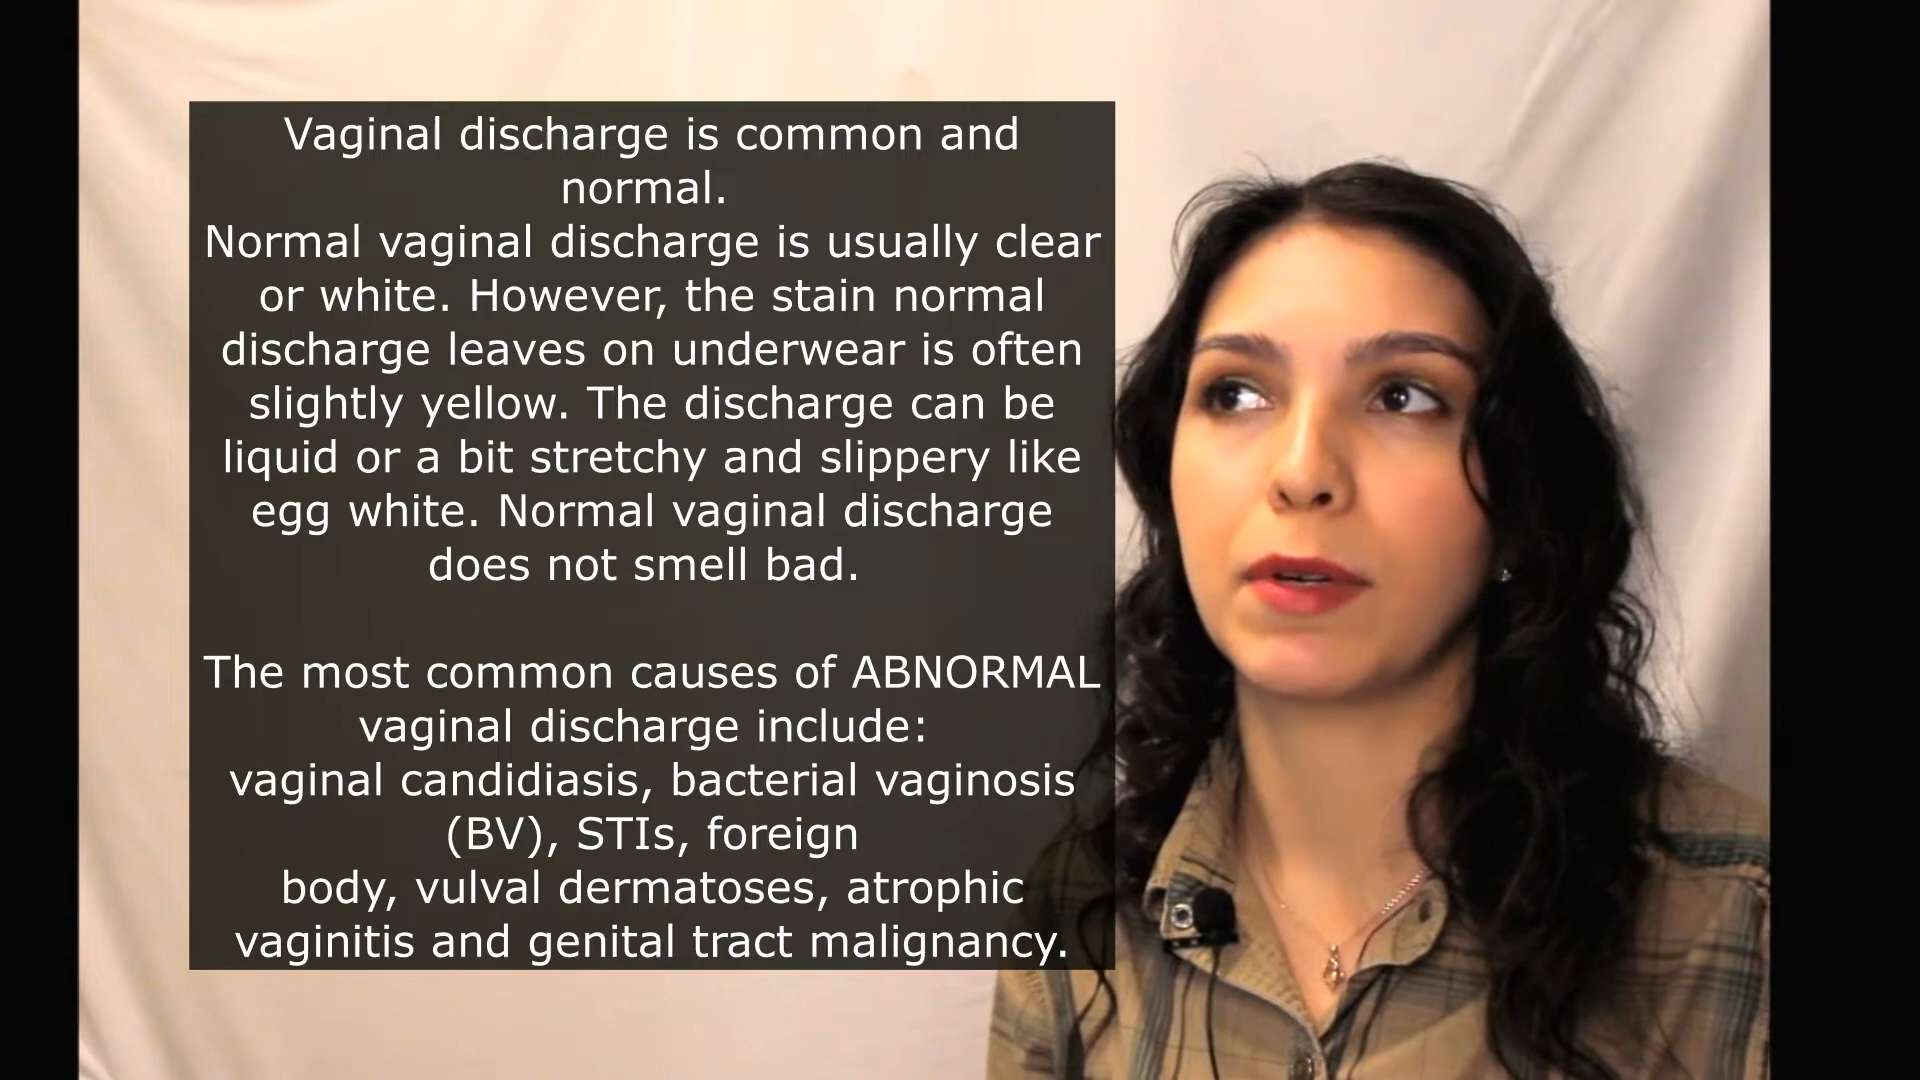 Vaginal discharge is common and
normal.
Normal vaginal discharge is usually clear
or white. However, the stain normal
discharge leaves on underwear is often
slightly yellow. The discharge can be
liquid or a bit stretchy and slippery like
egg white. Normal vaginal discharge
does not smell bad.
The most common causes of ABNORMAL
vaginal discharge include:
vaginal candidiasis, bacterial vaginosis
(BV), STIs, foreign
body, vulval dermatoses, atrophic
vaginitis and genital tract malignancy.